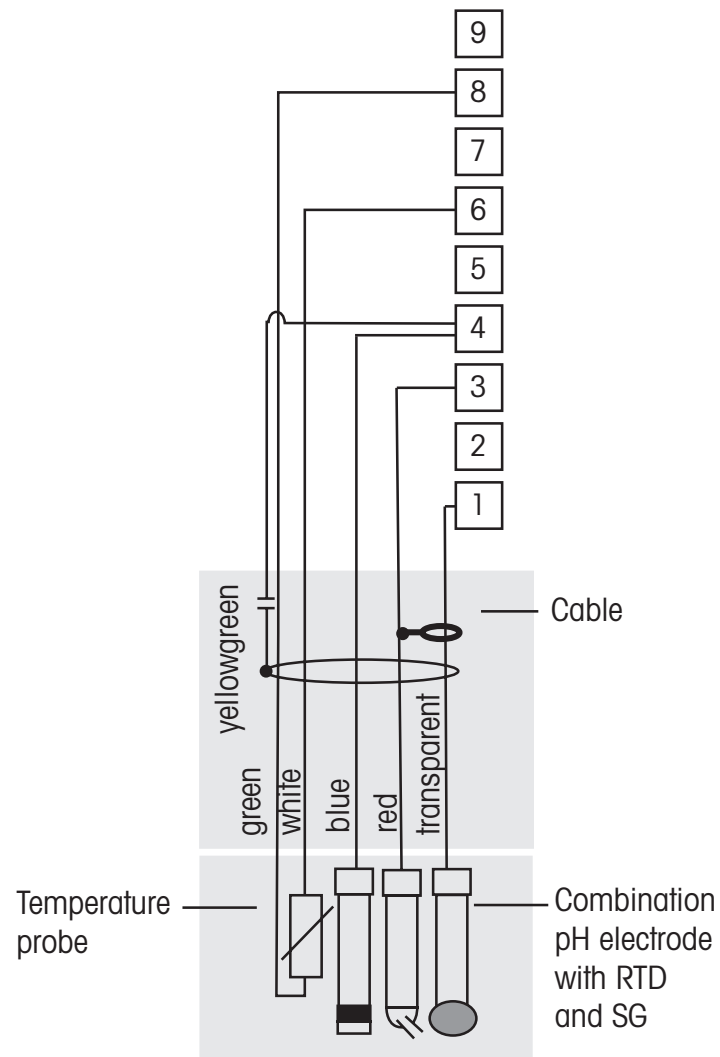 9
8
7
6
5
4
3
2
1
Cable
yellowgreen
green
white
blue
red
transparent
Temperature
probe
Combination
pH electrode
with RTD
and SG